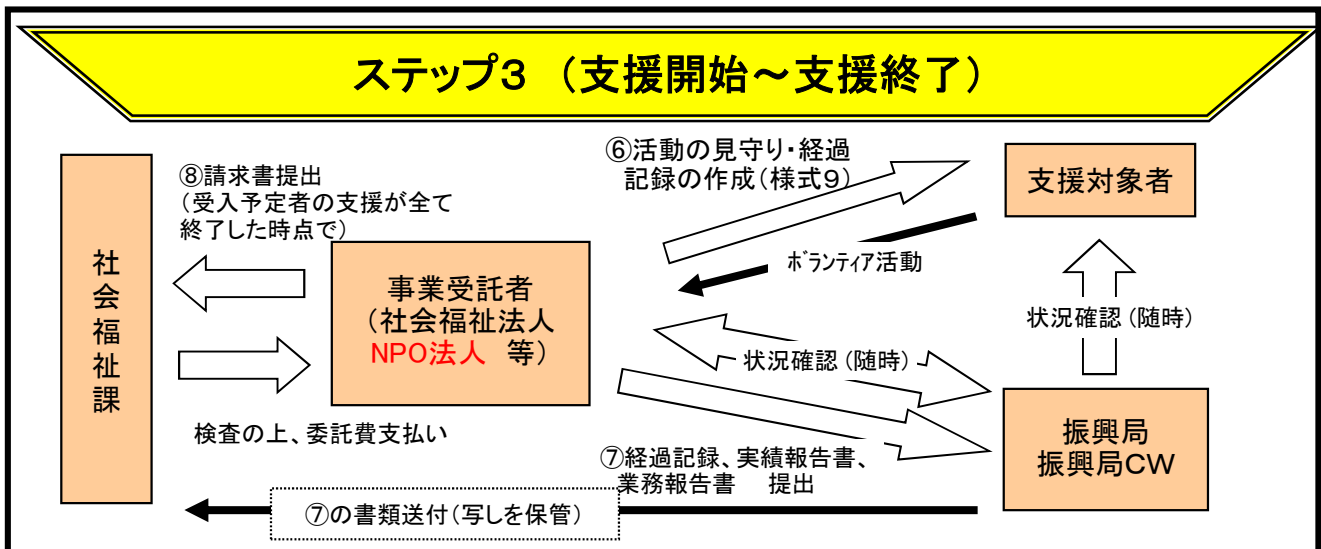 ステップ3 (支援開始～支援終了)
⑥活動の見守り・経過
記録の作成(様式9)
支援対象者
⑧請求書提出
(受入予定者の支援が全て
終了した時点で)
社会福祉課
事業受託者
(社会福祉法人
NPO法人 等)
ボランティア活動
状況確認(随時)
状況確認(随時)
検査の上、委託費支払い
振興局
振興局CW
⑦経過記録、実績報告書、
業務報告書 提出
⑦の書類送付(写しを保管)